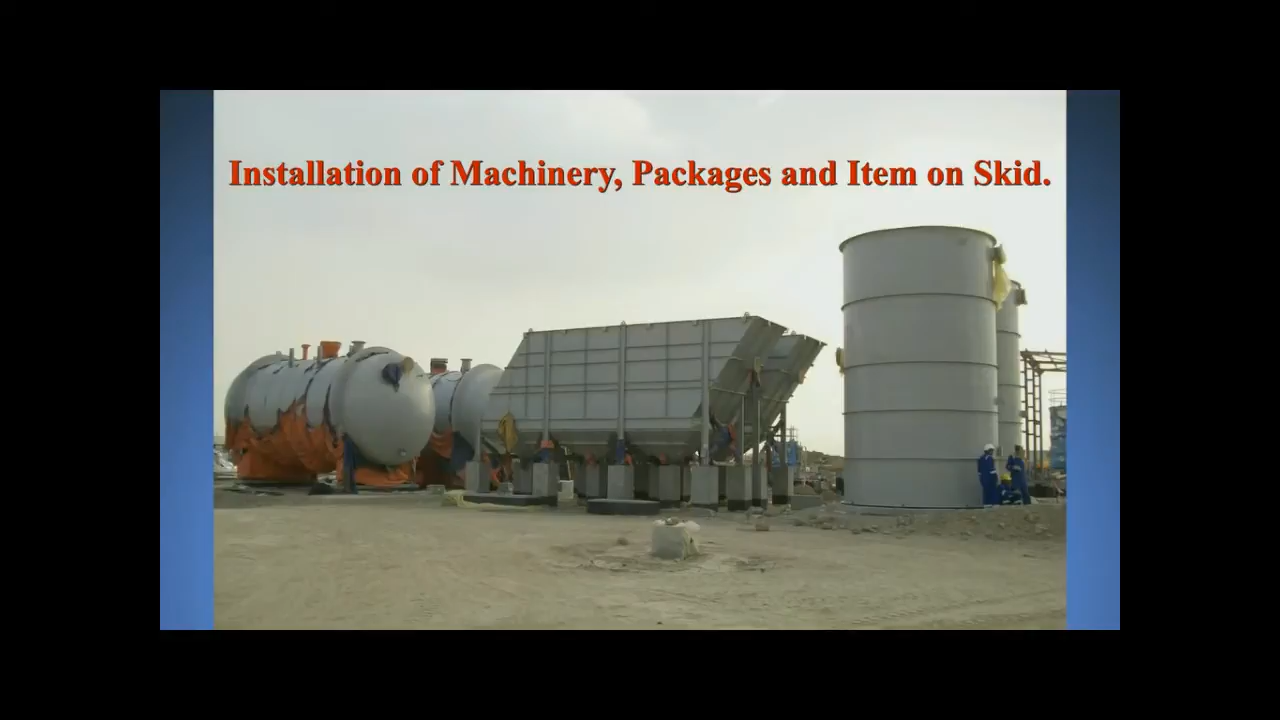 Installation of Machinery, Packages and Item on Skid.